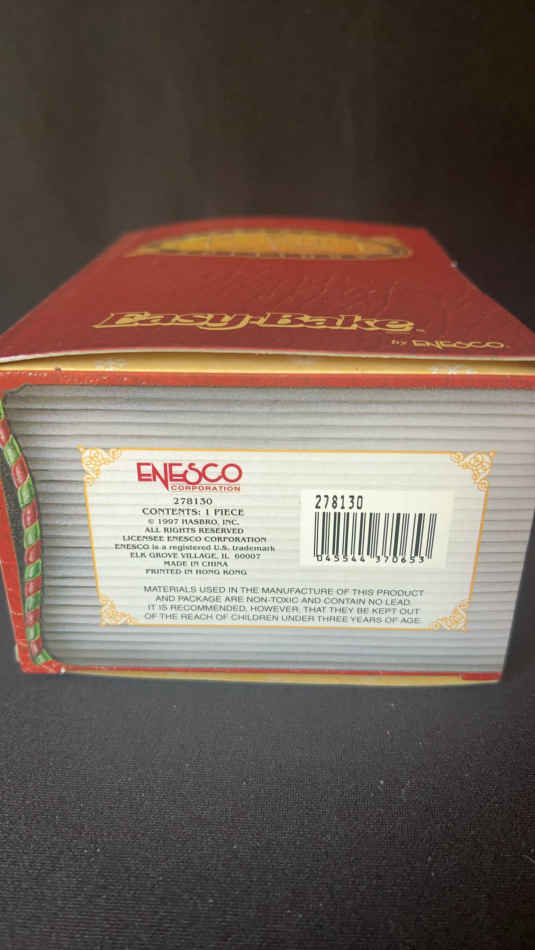 Easy-Bake
by ENESCO
ENESCO
CORPORATION
278130
CONTENTS: 1 PIECE
© 1997 HASBRO, INC.
ALL RIGHTS RESERVED
LICENSEE ENESCO CORPORATION
ENESCO is a registered U.S. trademark
ELK GROVE VILLAGE, IL 60007
MADE IN CHINA
PRINTED IN HONG KONG
278130
045544 370653
MATERIALS USED IN THE MANUFACTURE OF THIS PRODUCT
AND PACKAGE ARE NON-TOXIC AND CONTAIN NO LEAD.
IT IS RECOMMENDED, HOWEVER, THAT THEY BE KEPT OUT
OF THE REACH OF CHILDREN UNDER THREE YEARS OF AGE.